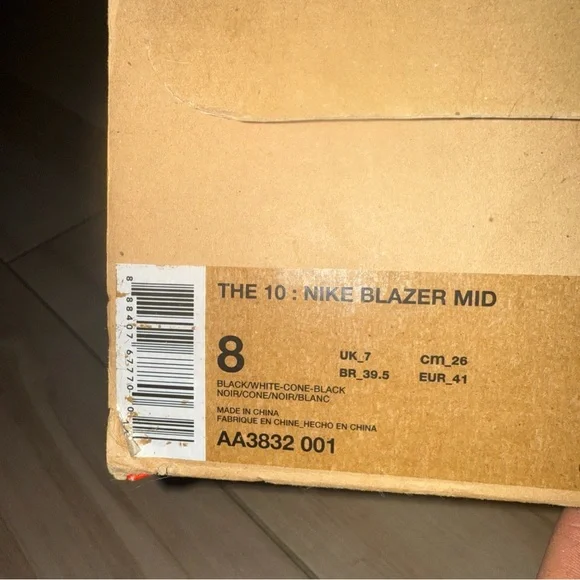 THE 10 : NIKE BLAZER MID
8
UK_7 cm_26
BR_39.5 EUR_41
BLACK/WHITE-CONE-BLACK
NOIR/CONE/NOIR/BLANC
MADE IN CHINA
FABRIQUE EN CHINE_HECHO EN CHINA
AA3832 001